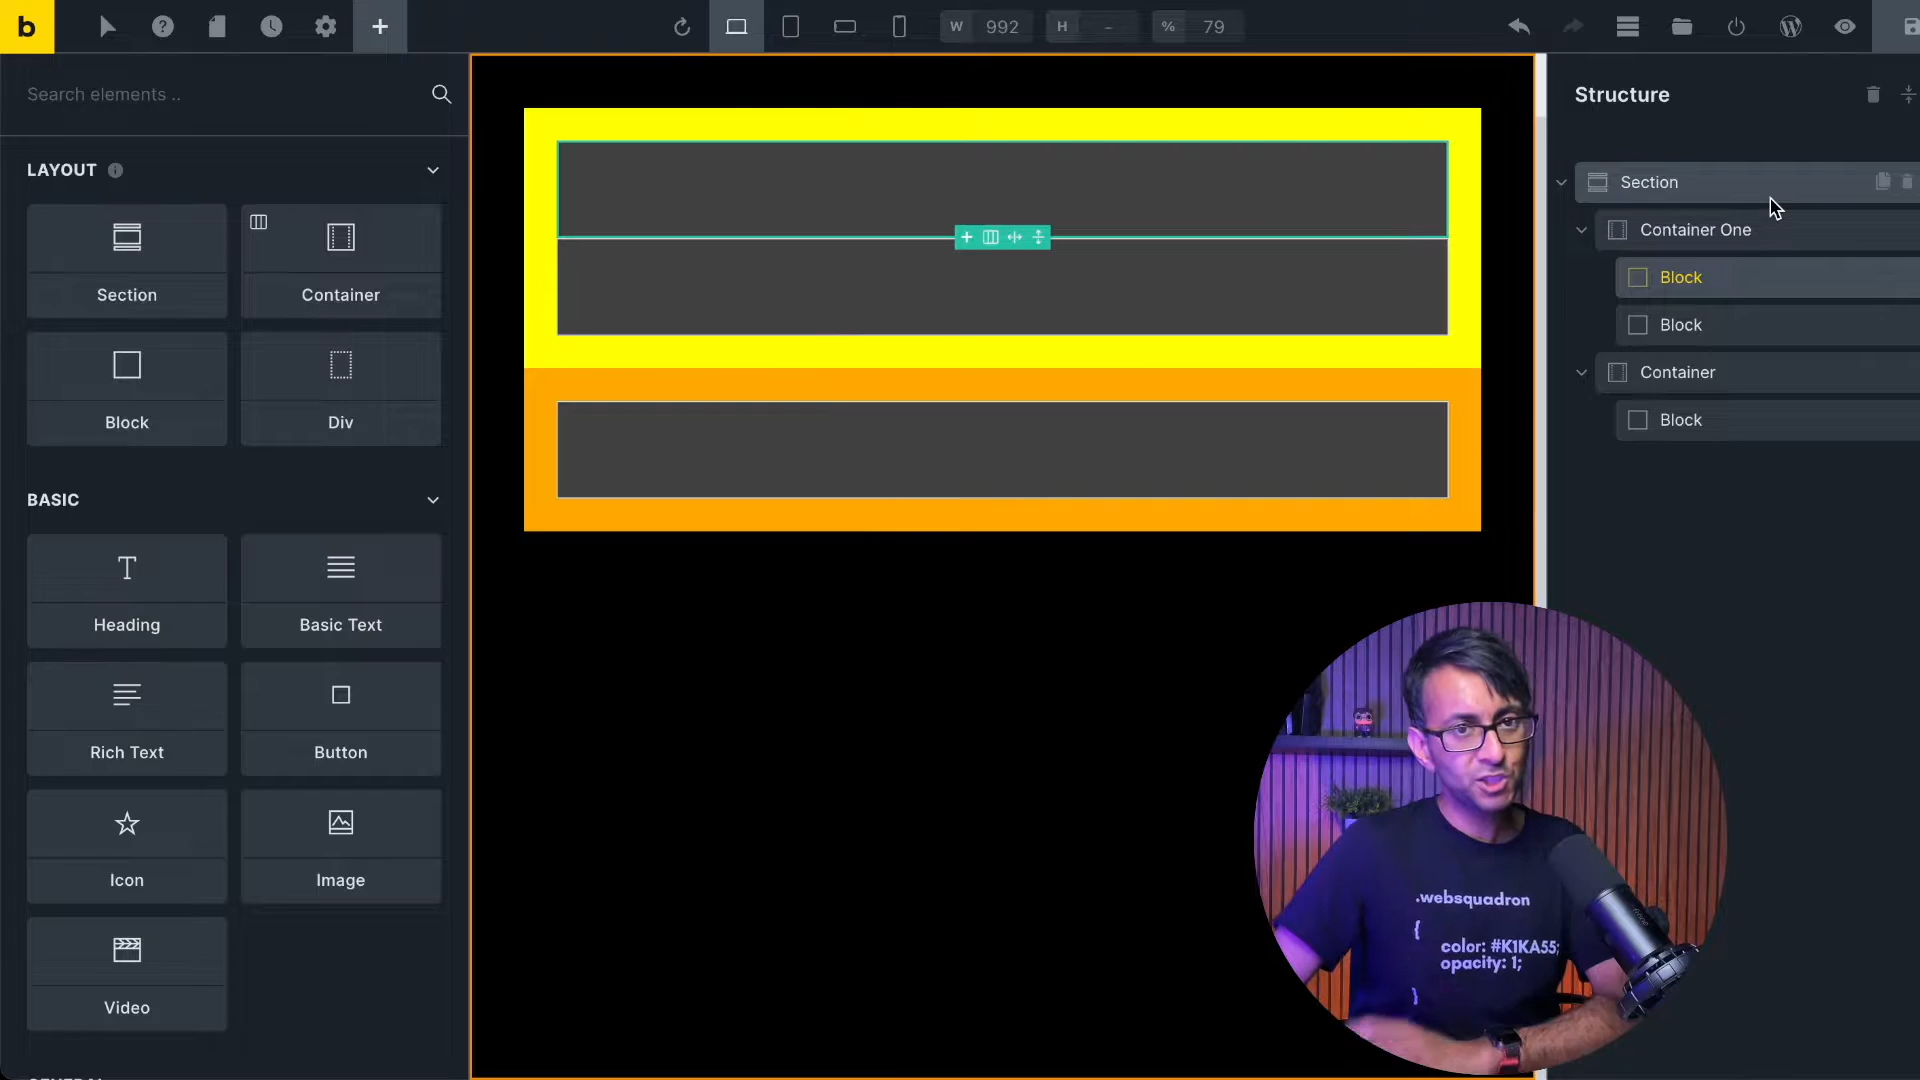 b
W 992 H - % 79
Search elements ..
Structure
LAYOUT
Section
Container
Block
Div
BASIC
Heading
Basic Text
Rich Text
Button
Icon
Image
Video
Section
Container One
Block
Block
Container
Block
.websquadron
{
color: #K1KA55;
opacity: 1;
}